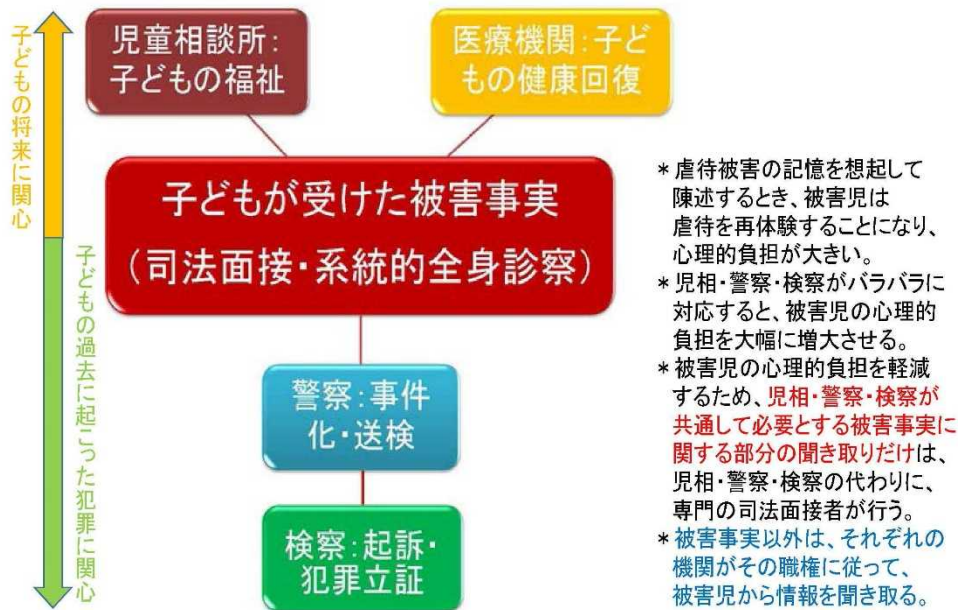 子どもの将来に関心
子どもの過去に起こった犯罪に関心
児童相談所:
子どもの福祉
医療機関:子ど
もの健康回復
子どもが受けた被害事実
(司法面接・系統的全身診察)
警察:事件
化・送検
検察:起訴・
犯罪立証
*虐待被害の記憶を想起して
陳述するとき、被害児は
虐待を再体験することになり、
心理的負担が大きい。
*児相・警察・検察がバラバラに
対応すると、被害児の心理的
負担を大幅に増大させる。
*被害児の心理的負担を軽減
するため、児相・警察・検察が
共通して必要とする被害事実に
関する部分の聞き取りだけは、
児相・警察・検察の代わりに、
専門の司法面接者が行う。
*被害事実以外は、それぞれの
機関がその職権に従って、
被害児から情報を聞き取る。